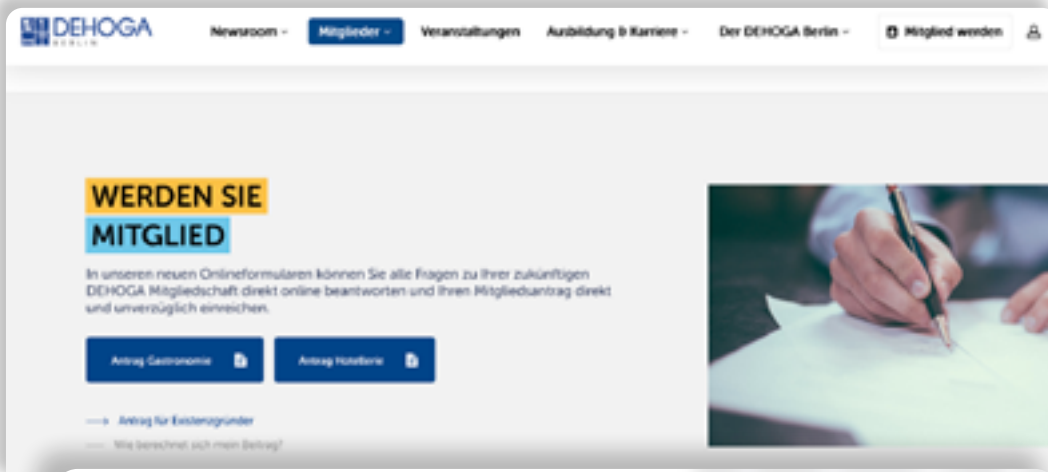 DEHOGA
BERLIN
Newsroom
Mitglieder
Veranstaltungen
Ausbildung & Karriere
Der DEHOGA Berlin
Mitglied werden
WERDEN SIE
MITGLIED
In unseren neuen Onlineformularen können Sie alle Fragen zu Ihrer zukünftigen
DEHOGA Mitgliedschaft direkt online beantworten und Ihren Mitgliedsantrag direkt
und unverzüglich einreichen.
Antrag Gastronomie
Antrag Hotellerie
Antrag für Existenzgründer
Wie berechnet sich mein Beitrag?